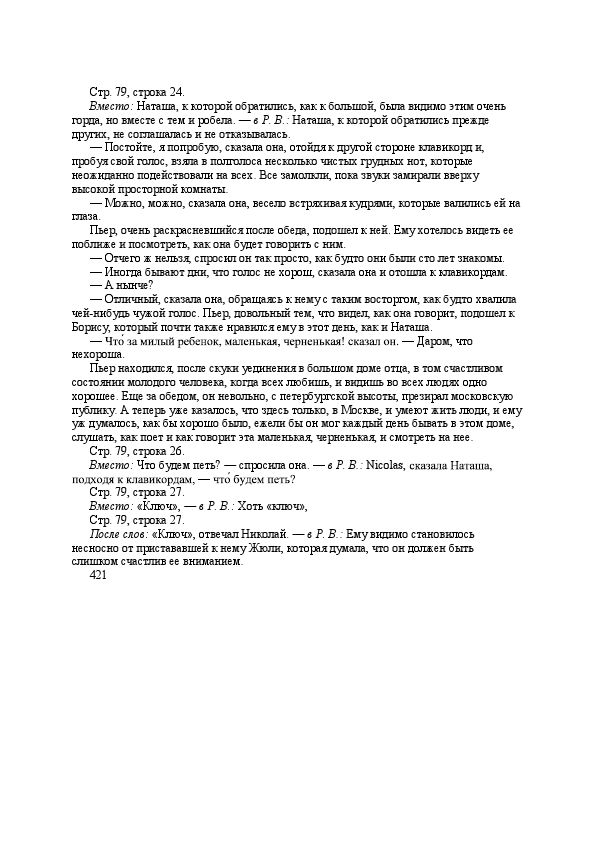 Стр. 79, строка 24.
Вместо: Наташа, к которой обратились, как к большой, была видимо этим очень
горда, но вместе с тем и робела. — в Р. В.: Наташа, к которой обратились прежде
других, не соглашалась и не отказывалась.
— Постойте, я попробую, сказала она, отойдя к другой стороне клавикорд и,
пробуя свой голос, взяла в полголоса несколько чистых грудных нот, которые
неожиданно подействовали на всех. Все замолкли, пока звуки замирали вверху
высокой просторной комнаты.
— Можно, можно, сказала она, весело встряхивая кудрями, которые валились ей на
глаза.
Пьер, очень раскрасневшийся после обеда, подошел к ней. Ему хотелось видеть ее
поближе и посмотреть, как она будет говорить с ним.
— Отчего ж нельзя, спросил он так просто, как будто они были сто лет знакомы.
— Иногда бывают дни, что голос не хорош, сказала она и отошла к клавикордам.
— А нынче?
— Отличный, сказала она, обращаясь к нему с таким восторгом, как будто хвалила
чей-нибудь чужой голос. Пьер, довольный тем, что видел, как она говорит, подошел к
Борису, который почти также нравился ему в этот день, как и Наташа.
— Что́ за милый ребенок, маленькая, черненькая! сказал он. — Даром, что
нехороша.
Пьер находился, после скуки уединения в большом доме отца, в том счастливом
состоянии молодого человека, когда всех любишь, и видишь во всех людях одно
хорошее. Еще за обедом, он невольно, с петербургской высоты, презирал московскую
публику. А теперь уже казалось, что здесь только, в Москве, и умеют жить люди, и ему
уж думалось, как бы хорошо было, ежели бы он мог каждый день бывать в этом доме,
слушать, как поет и как говорит эта маленькая, черненькая, и смотреть на нее.
Стр. 79, строка 26.
Вместо: Что будем петь? — спросила она. — в Р. В.: Nicolas, сказала Наташа,
подходя к клавикордам, — что́ будем петь?
Стр. 79, строка 27.
Вместо: «Ключ», — в Р. В.: Хоть «ключ»,
Стр. 79, строка 27.
После слов: «Ключ», отвечал Николай. — в Р. В.: Ему видимо становилось
несносно от пристававшей к нему Жюли, которая думала, что он должен быть
слишком счастлив ее вниманием.
421